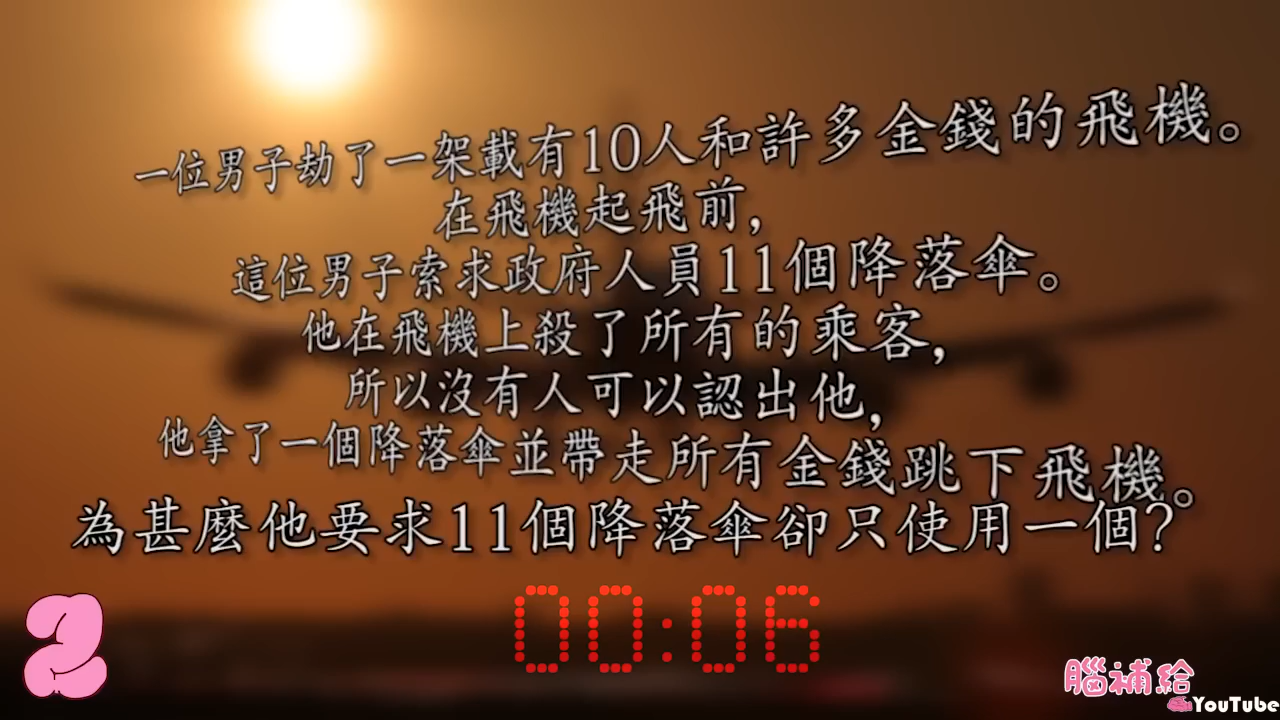 一位男子劫了一架載有10人和許多金錢的飛機。
在飛機起飛前，
這位男子索求政府人員11個降落傘。
他在飛機上殺了所有的乘客，
所以沒有人可以認出他，
他拿了一個降落傘並帶走所有金錢跳下飛機。
為甚麼他要求11個降落傘卻只使用一個?
00:06
2
腦補給
YouTube